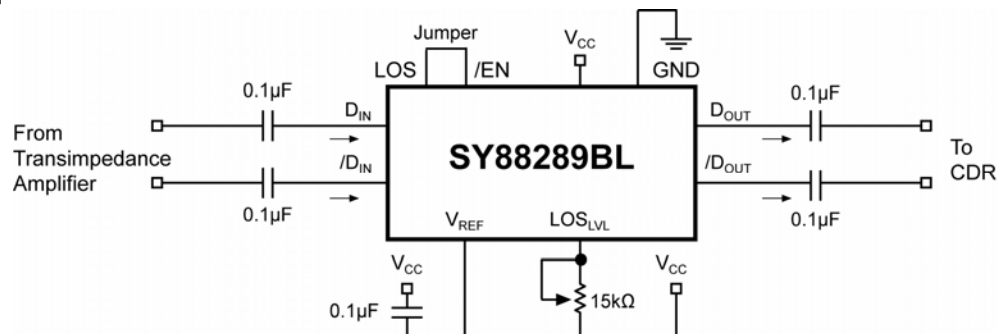 Jumper
LOS
/EN
VCC
GND
0.1µF
DIN
DOUT
0.1µF
From
Transimpedance
Amplifier
SY88289BL
To
CDR
/DIN
/DOUT
0.1µF
0.1µF
VREF
LOSLVL
VCC
VCC
0.1µF
15kΩ